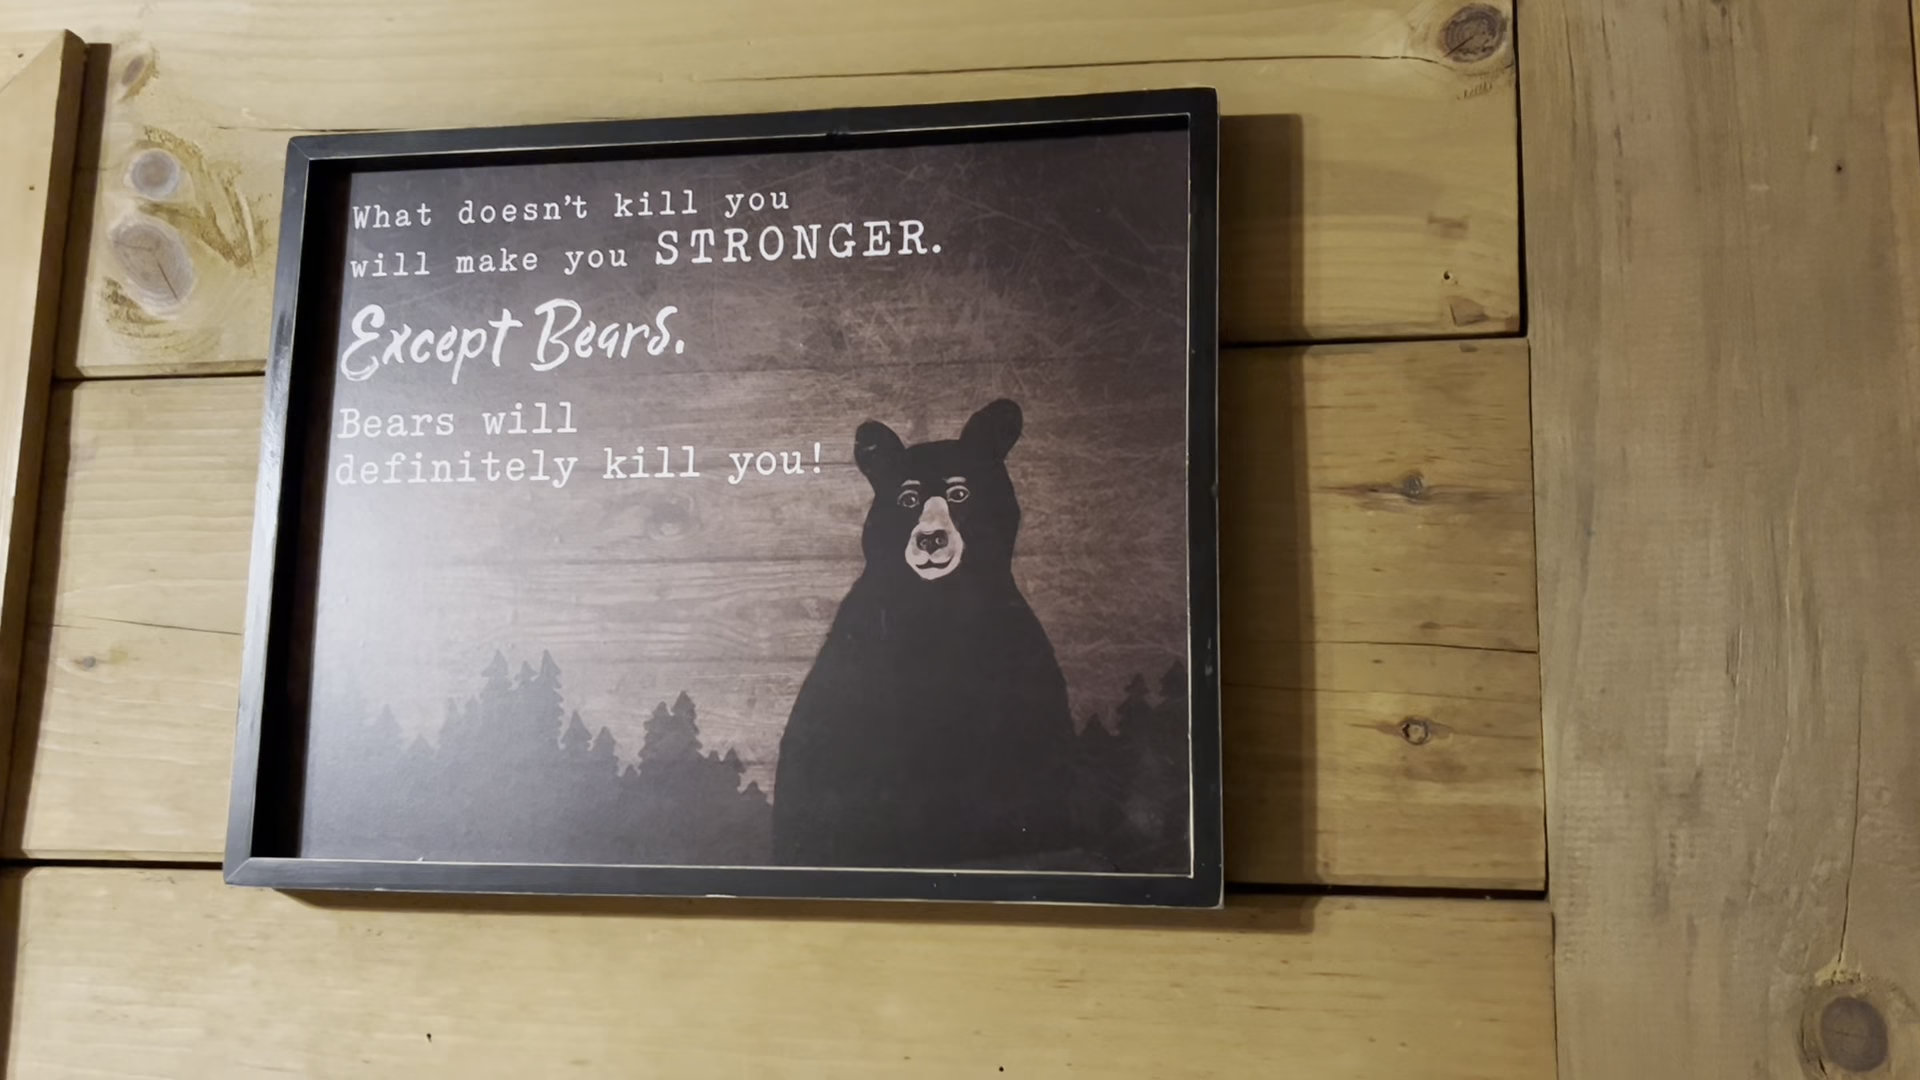 What doesn't kill you
will make you STRONGER.
Except Bears.
Bears will
definitely kill you!